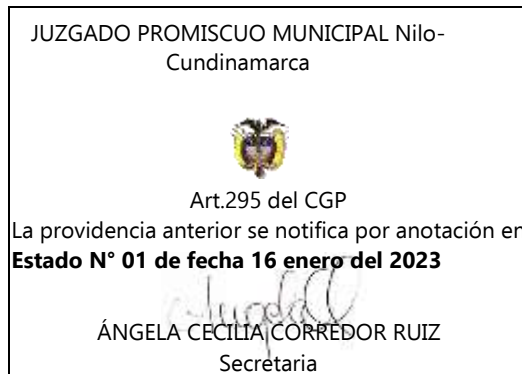 JUZGADO PROMISCUO MUNICIPAL Nilo-
Cundinamarca
Art.295 del CGP
La providencia anterior se notifica por anotación en
Estado N° 01 de fecha 16 enero del 2023
ÁNGELA CECILIA CORREDOR RUIZ
Secretaria